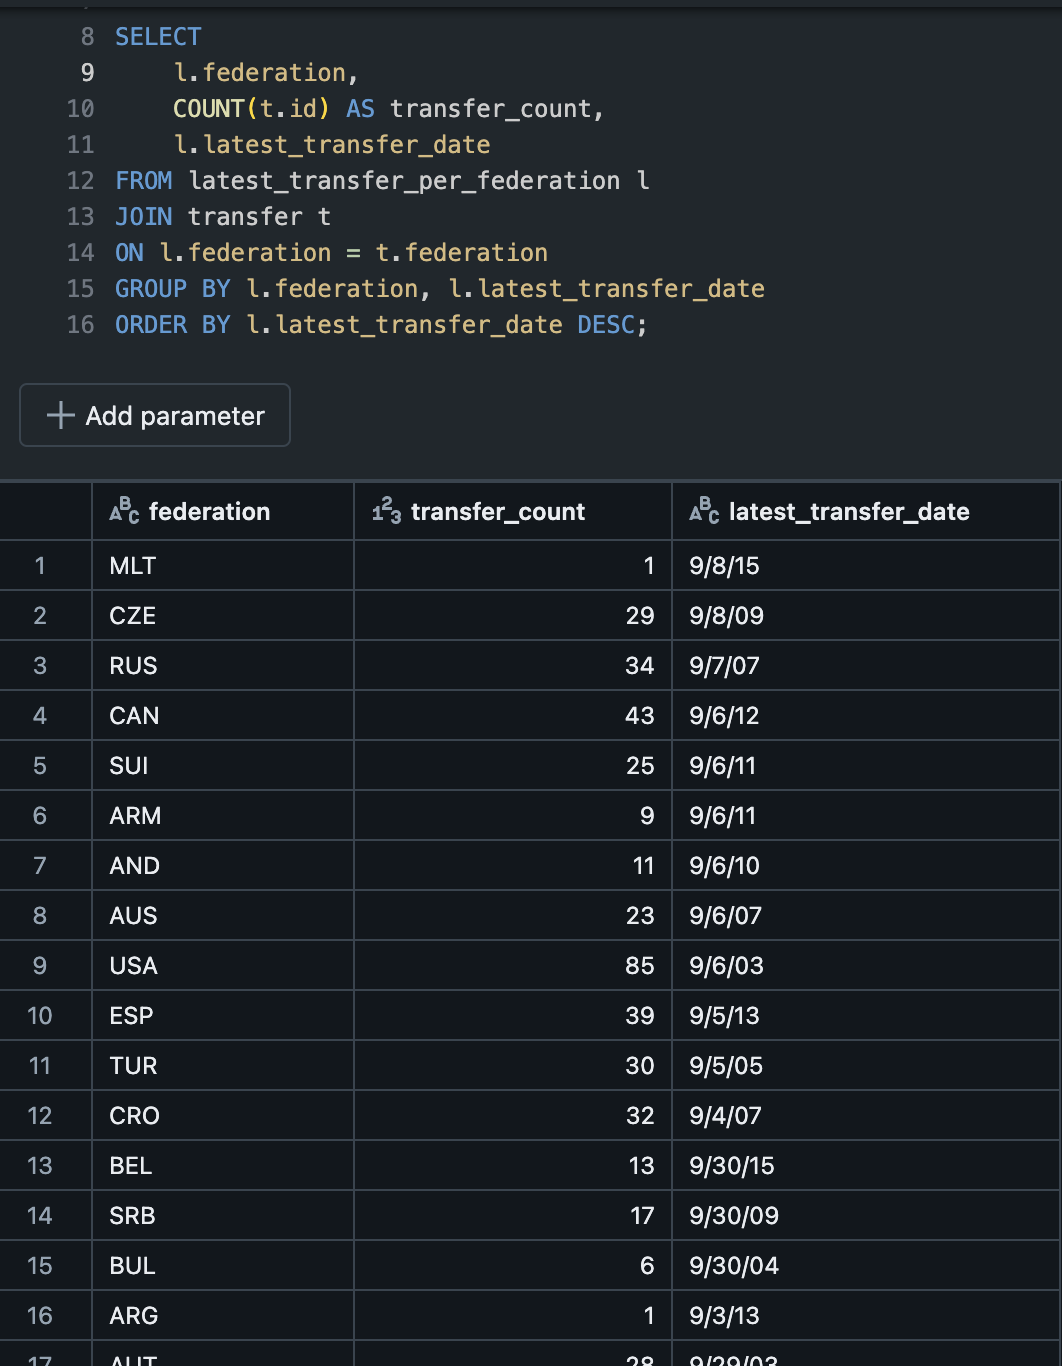 8 SELECT
9 l.federation,
10 COUNT(t.id) AS transfer_count,
11 l.latest_transfer_date
12 FROM latest_transfer_per_federation l
13 JOIN transfer t
14 ON l.federation = t.federation
15 GROUP BY l.federation, l.latest_transfer_date
16 ORDER BY l.latest_transfer_date DESC;
Add parameter
ABC federation 123 transfer_count ABC latest_transfer_date
1 MLT 1 9/8/15
2 CZE 29 9/8/09
3 RUS 34 9/7/07
4 CAN 43 9/6/12
5 SUI 25 9/6/11
6 ARM 9 9/6/11
7 AND 11 9/6/10
8 AUS 23 9/6/07
9 USA 85 9/6/03
10 ESP 39 9/5/13
11 TUR 30 9/5/05
12 CRO 32 9/4/07
13 BEL 13 9/30/15
14 SRB 17 9/30/09
15 BUL 6 9/30/04
16 ARG 1 9/3/13
17 AUT 28 9/29/03